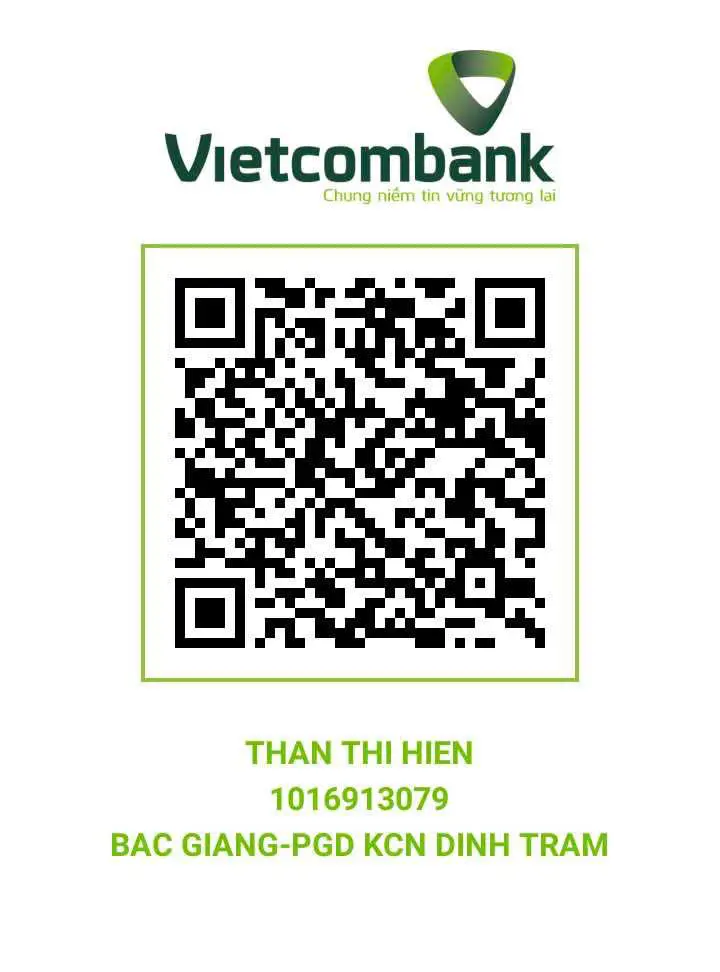 Vietcombank
Chung niềm tin vững tương lai
THAN THI HIEN
1016913079
BAC GIANG-PGD KCN DINH TRAM